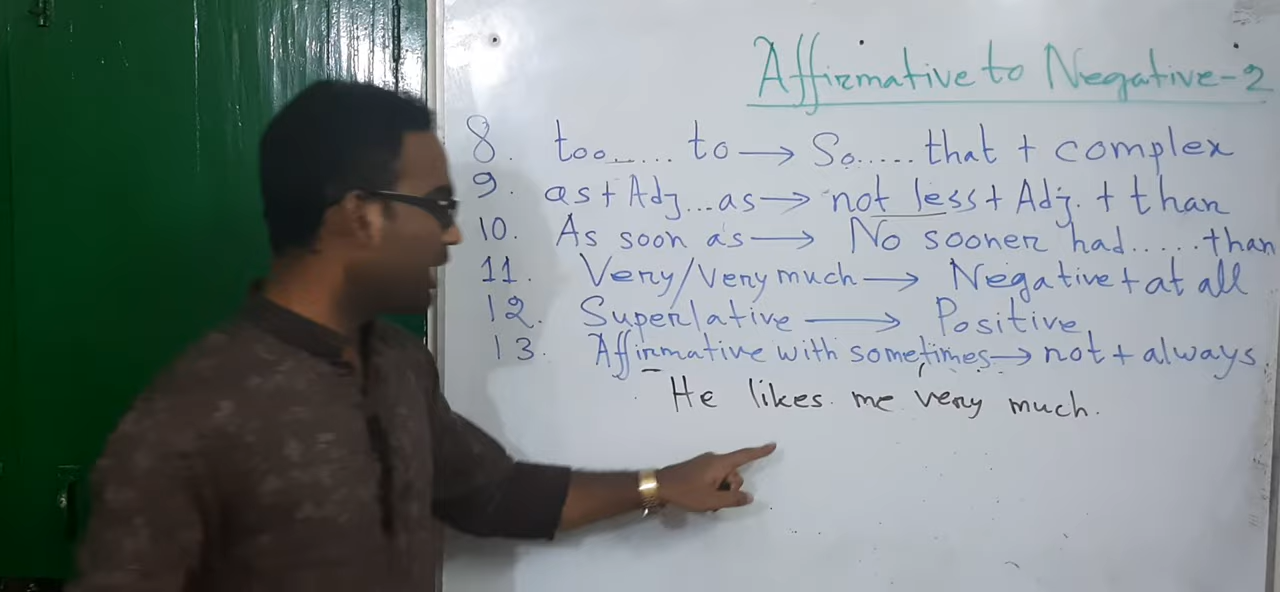 Affirmative to Negative-2
8. too...... to → So..... that + complex
9. as + Adj...as → not less + Adj. + than
10. As soon as → No sooner had.....than
11. Very/Very much → Negative + at all
12. Superlative → Positive
13. Affirmative with sometimes → not + always.
He likes me very much.